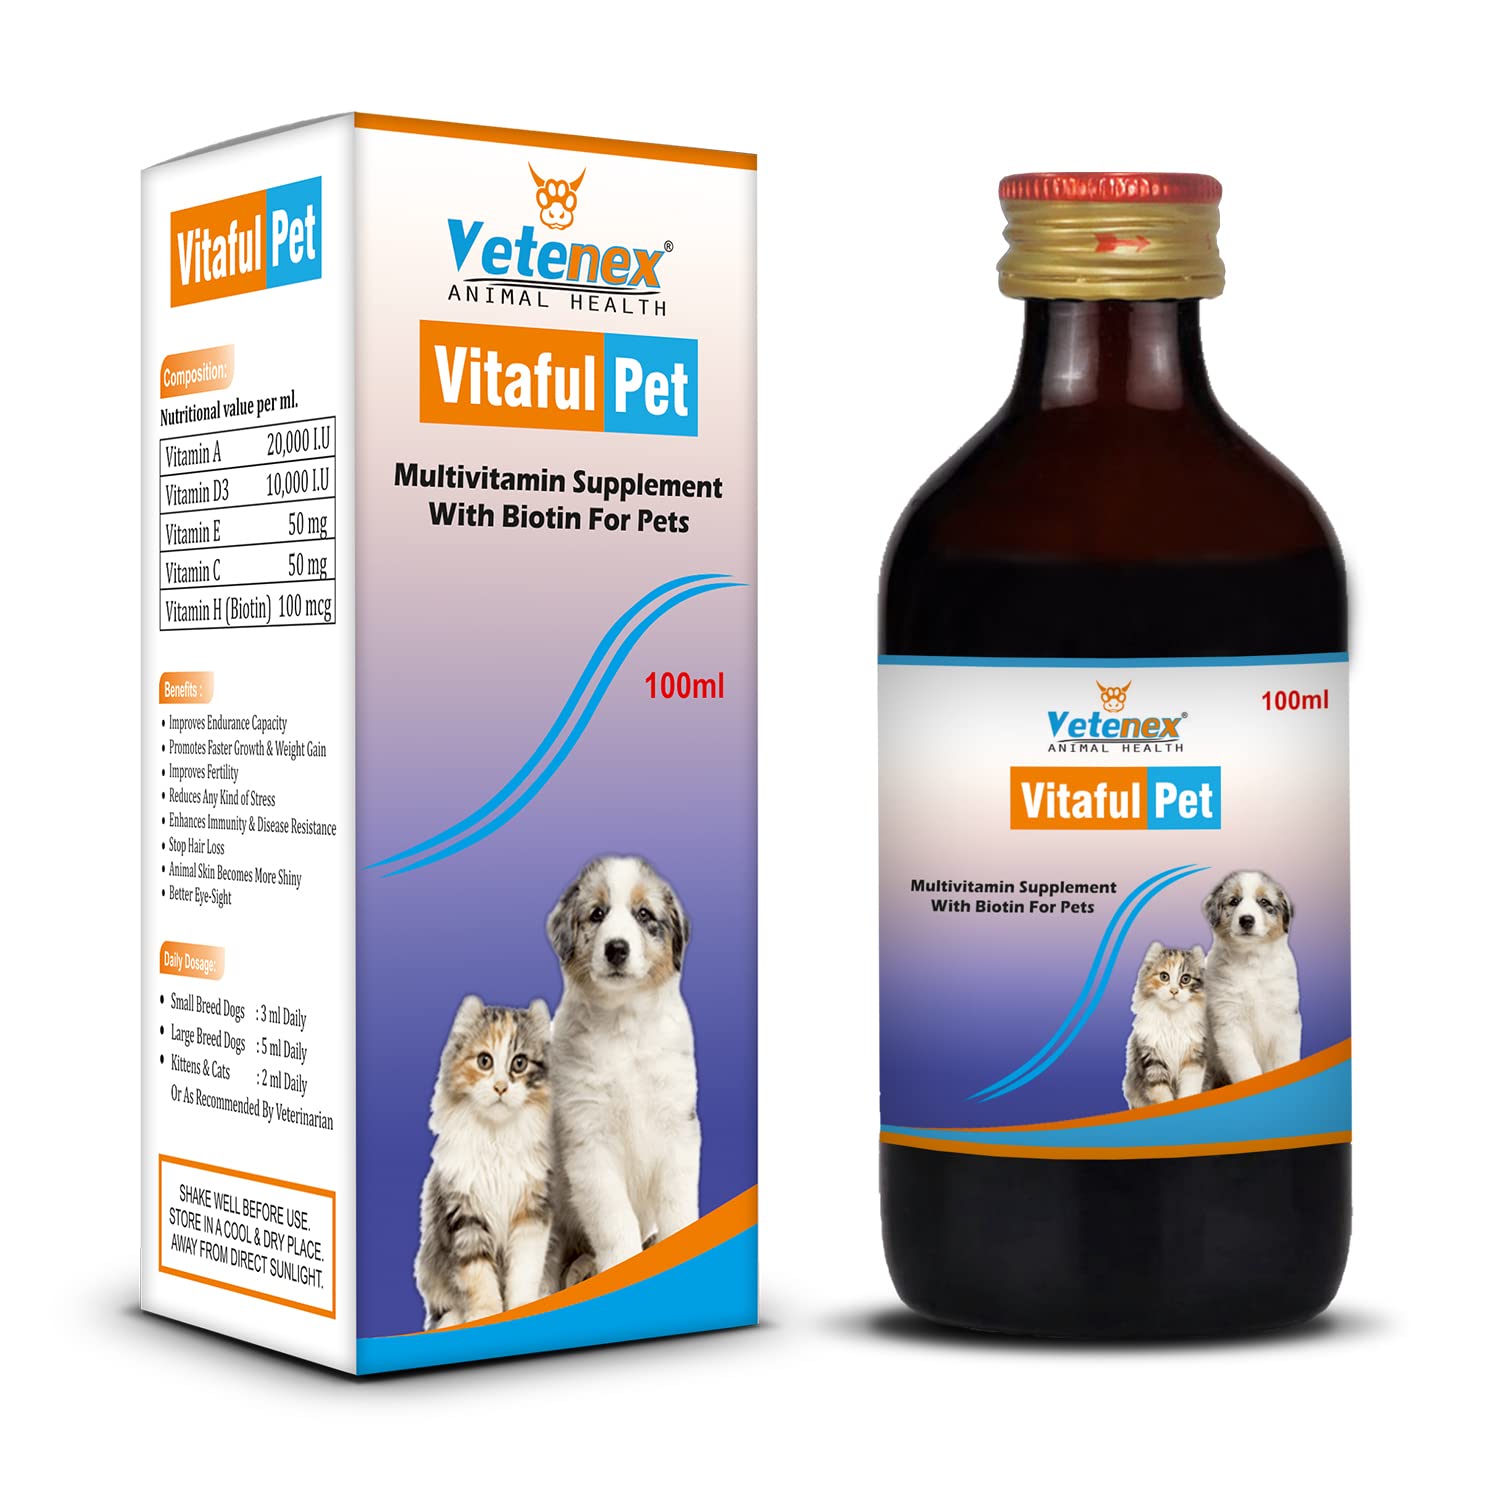 Vitaful Pet
Composition:
Nutritional value per ml.
Vitamin A 20,000 I.U
Vitamin D3 10,000 I.U
Vitamin E 50 mg
Vitamin C 50 mg
Vitamin H (Biotin) 100 mcg
Benefits :
• Improves Endurance Capacity
• Promotes Faster Growth & Weight Gain
• Improves Fertility
• Reduces Any Kind of Stress
• Enhances Immunity & Disease Resistance
• Stop Hair Loss
• Animal Skin Becomes More Shiny
• Better Eye-Sight
Daily Dosage:
• Small Breed Dogs : 3 ml Daily
• Large Breed Dogs : 5 ml Daily
• Kittens & Cats : 2 ml Daily
Or As Recommended By Veterinarian
SHAKE WELL BEFORE USE.
STORE IN A COOL & DRY PLACE.
AWAY FROM DIRECT SUNLIGHT.
Vetenex®
ANIMAL HEALTH
Vitaful Pet
Multivitamin Supplement
With Biotin For Pets
100ml
100ml
Vetenex®
ANIMAL HEALTH
Vitaful Pet
Multivitamin Supplement
With Biotin For Pets